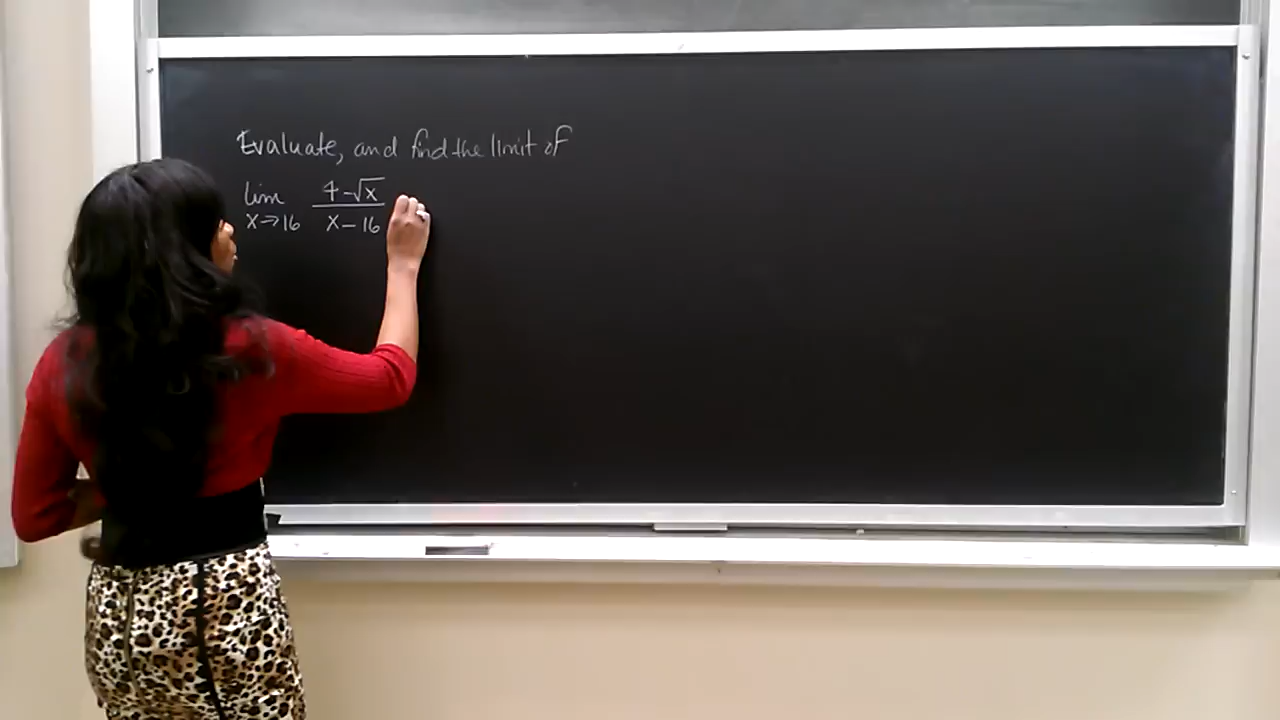 Evaluate, and find the limit of
lim 4-√x
x→16 x-16